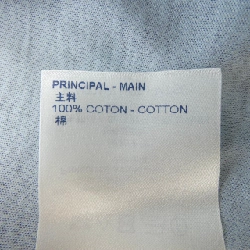 PRINCIPAL - MAIN
主料
100% COTON - COTTON
棉